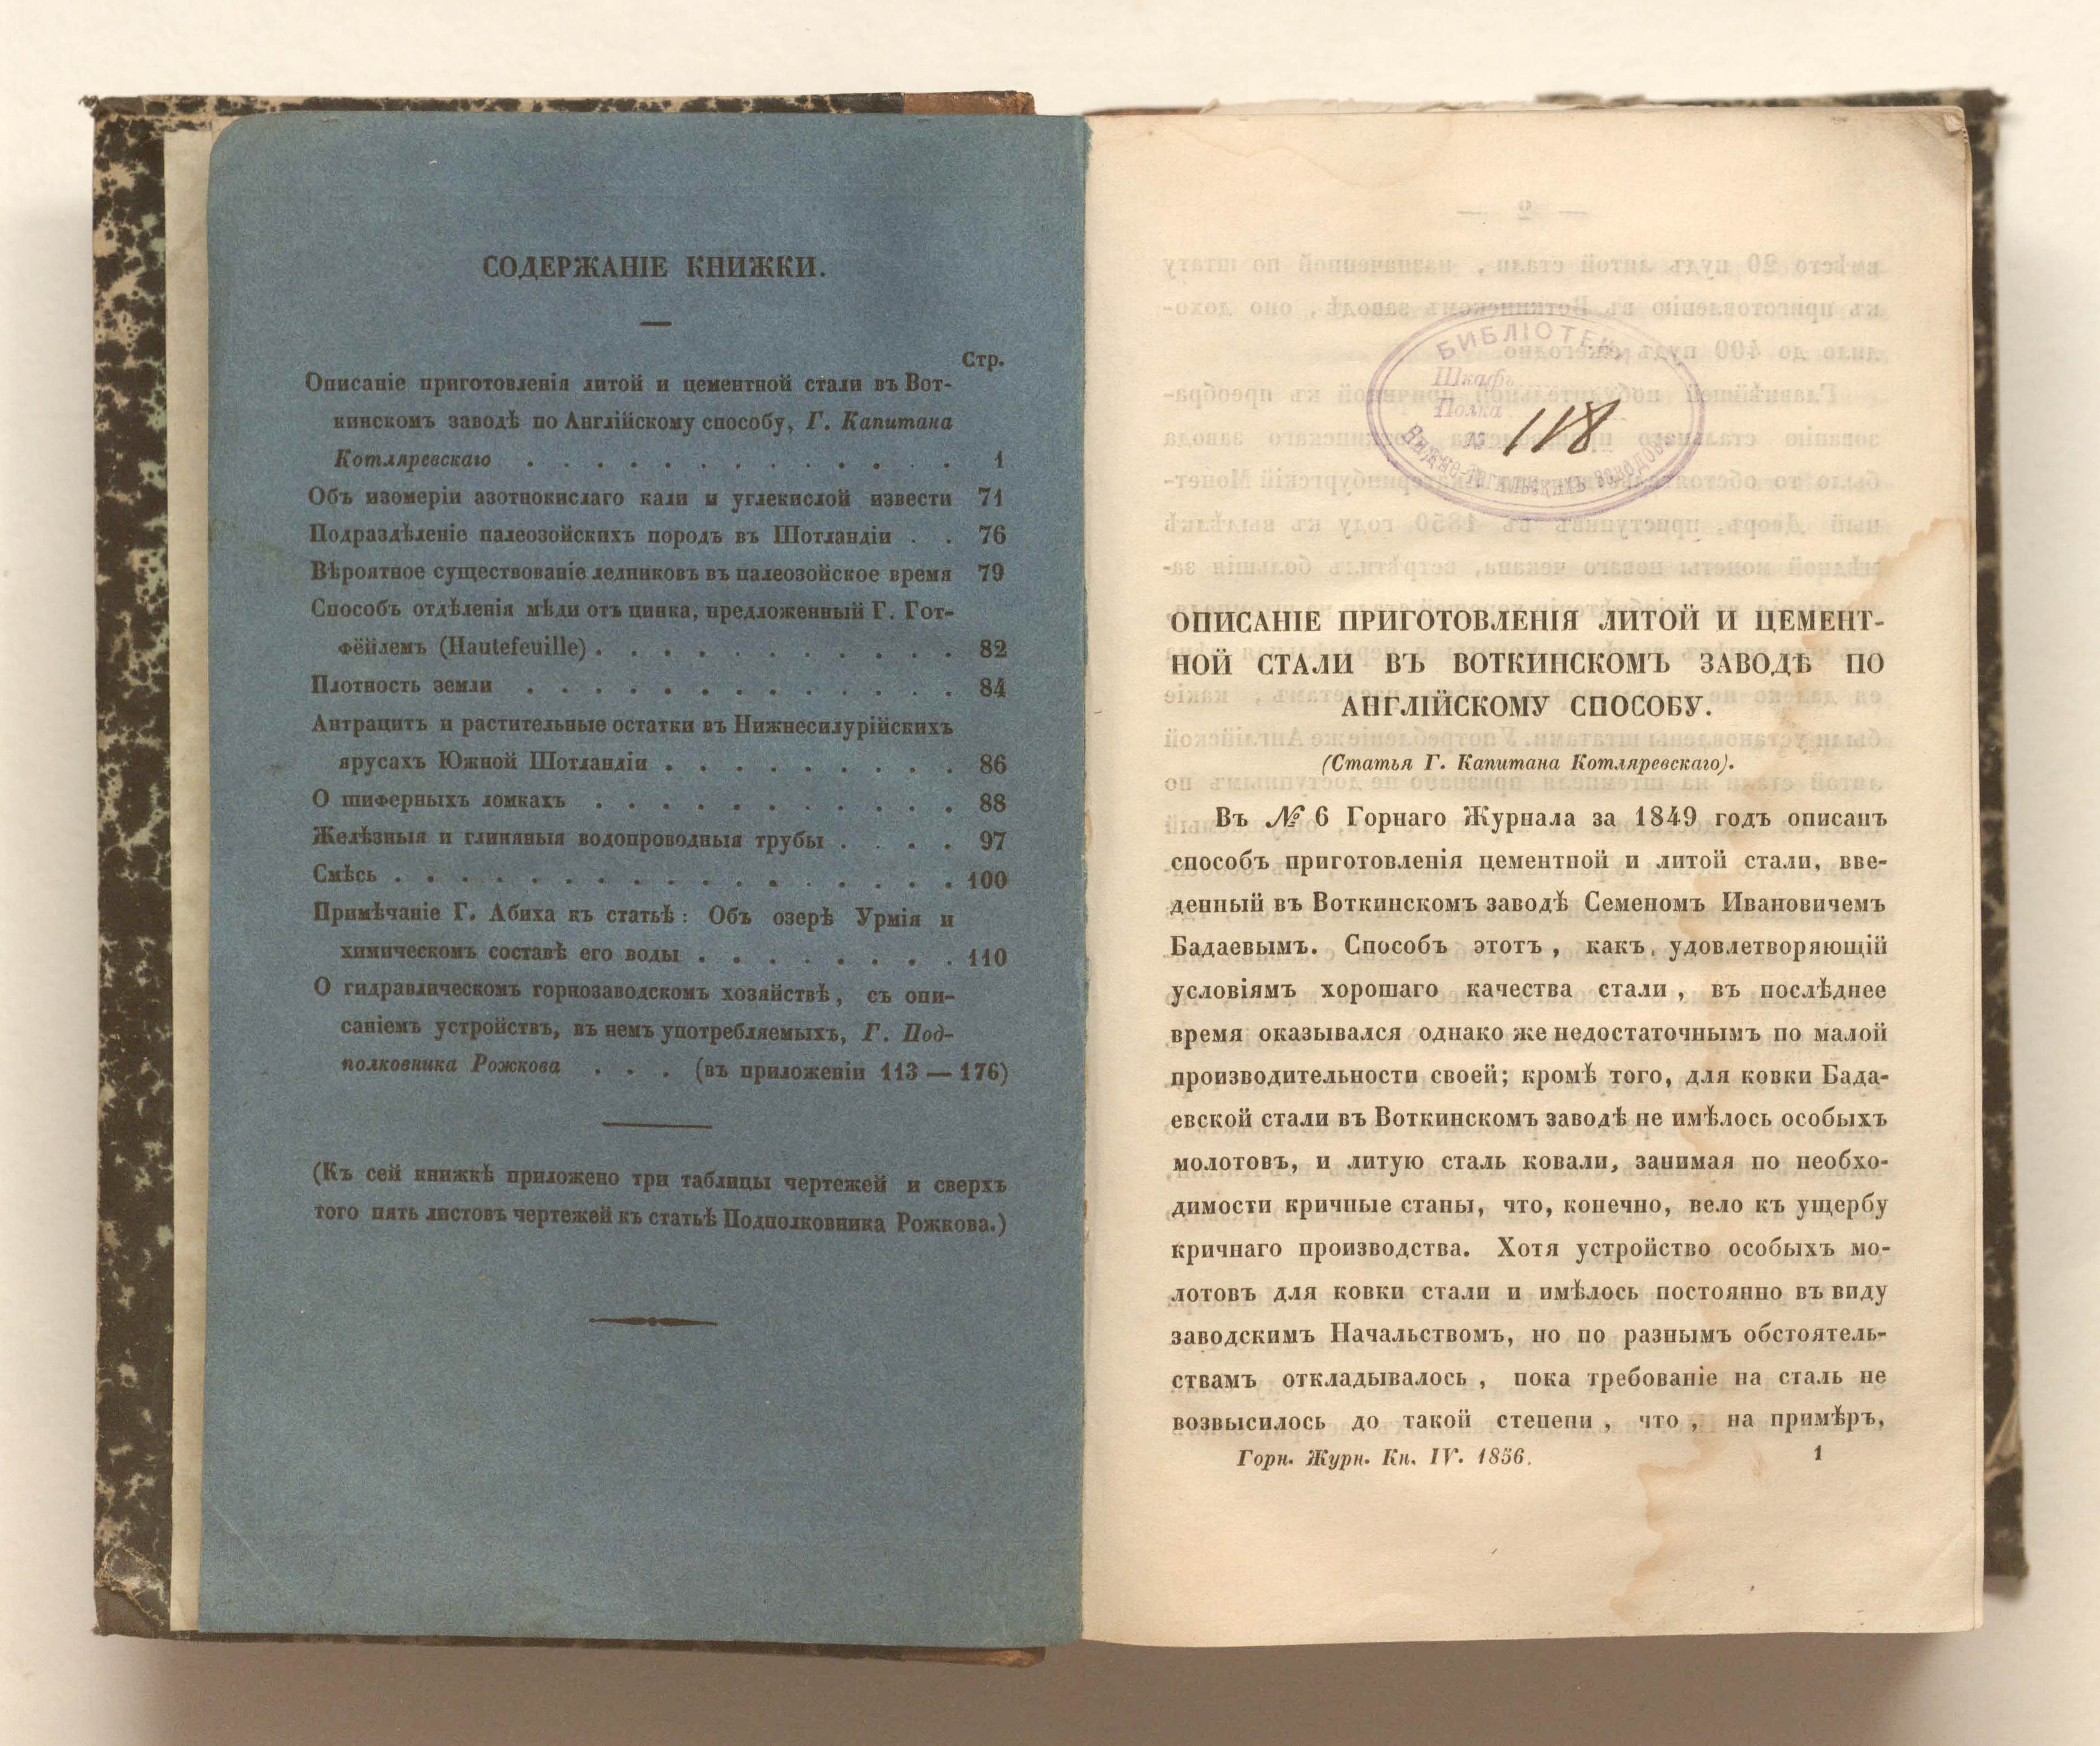 СОДЕРЖАНІЕ КНИЖКИ.
Стр.
Описаніе приготовленія литой и цементной стали въ Вот-
кинскомъ заводѣ по Англійскому способу, Г. Капитана
Котляревскаго . . . . . . . . . . . . . 1
Объ изомеріи азотнокислаго кали и углекислой извести 71
Подраздѣленіе палеозойскихъ породъ въ Шотландіи . . 76
Вѣроятное существованіе ледниковъ въ палеозойское время 79
Способъ отдѣленія мѣди отъ цинка, предложенный Г. Гот-
фёйлемъ (Hautefeuille) . . . . . . . . . . . 82
Плотность земли . . . . . . . . . . . . . 84
Антрацитъ и растительные остатки въ Нижнесилурійскихъ
ярусахъ Южной Шотландіи . . . . . . . . . 86
О шиферныхъ ломкахъ . . . . . . . . . . . 88
Желѣзныя и глиняныя водопроводныя трубы . . . . 97
Смѣсь . . . . . . . . . . . . . . . . . 100
Примѣчаніе Г. Абиха къ статьѣ: Объ озерѣ Урмія и
химическомъ составѣ его воды . . . . . . . . 110
О гидравлическомъ горнозаводскомъ хозяйствѣ, съ опи-
саніемъ устройствъ, въ немъ употребляемыхъ, Г. Под-
полковника Рожкова . . . (въ приложеніи 113 — 176)
(Къ сей книжкѣ приложено три таблицы чертежей и сверхъ
того пять листовъ чертежей къ статьѣ Подполковника Рожкова.)
БИБЛІОТЕКА
Шкафъ
Полка
№ 118
Нижне-Тагильскихъ заводовъ
ОПИСАНІЕ ПРИГОТОВЛЕНІЯ ЛИТОЙ И ЦЕМЕНТ-
НОЙ СТАЛИ ВЪ ВОТКИНСКОМЪ ЗАВОДѢ ПО
АНГЛІЙСКОМУ СПОСОБУ.
(Статья Г. Капитана Котляревскаго).
Въ № 6 Горнаго Журнала за 1849 годъ описанъ
способъ приготовленія цементной и литой стали, вве-
денный въ Воткинскомъ заводѣ Семеномъ Ивановичемъ
Бадаевымъ. Способъ этотъ, какъ удовлетворяющій
условіямъ хорошаго качества стали, въ послѣднее
время оказывался однако же недостаточнымъ по малой
производительности своей; кромѣ того, для ковки Бада-
евской стали въ Воткинскомъ заводѣ не имѣлось особыхъ
молотовъ, и литую сталь ковали, занимая по необхо-
димости кричные станы, что, конечно, вело къ ущербу
кричнаго производства. Хотя устройство особыхъ мо-
лотовъ для ковки стали и имѣлось постоянно въ виду
заводскимъ Начальствомъ, но по разнымъ обстоятель-
ствамъ откладывалось, пока требованіе на сталь не
возвысилось до такой степени, что, на примѣръ,
Горн. Журн. Кн. IV. 1856. 1